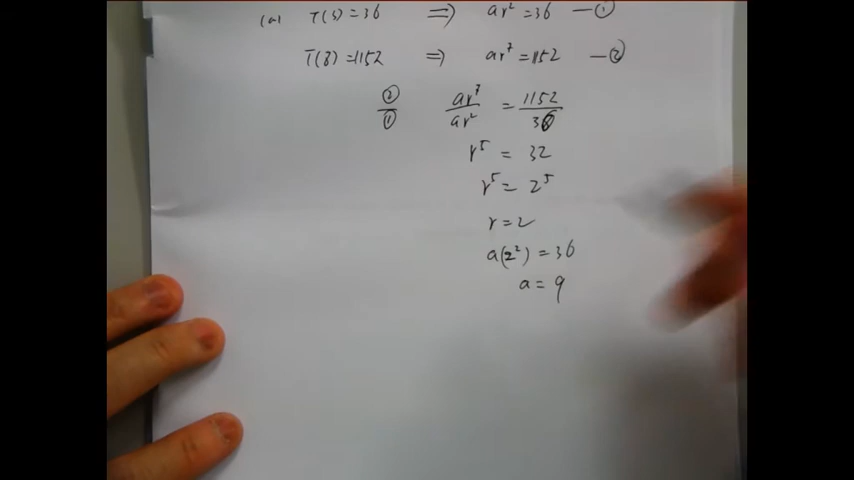 (a) T(3)=36 ⇒ ar²=36 —①
T(8)=1152 ⇒ ar⁷=1152 —②
②/① ar⁷/ar² = 1152/36
r⁵ = 32
r⁵ = 2⁵
r=2
a(2²)=36
a=9